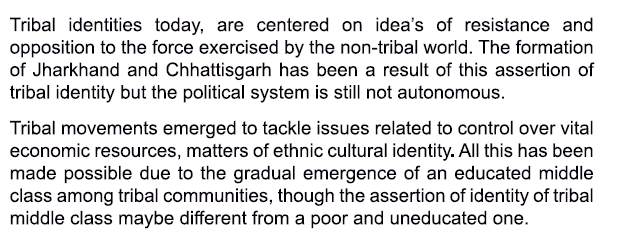 Tribal identities today, are centered on idea's of resistance and
opposition to the force exercised by the non-tribal world. The formation
of Jharkhand and Chhattisgarh has been a result of this assertion of
tribal identity but the political system is still not autonomous.
Tribal movements emerged to tackle issues related to control over vital
economic resources, matters of ethnic cultural identity. All this has been
made possible due to the gradual emergence of an educated middle
class among tribal communities, though the assertion of identity of tribal
middle class maybe different from a poor and uneducated one.